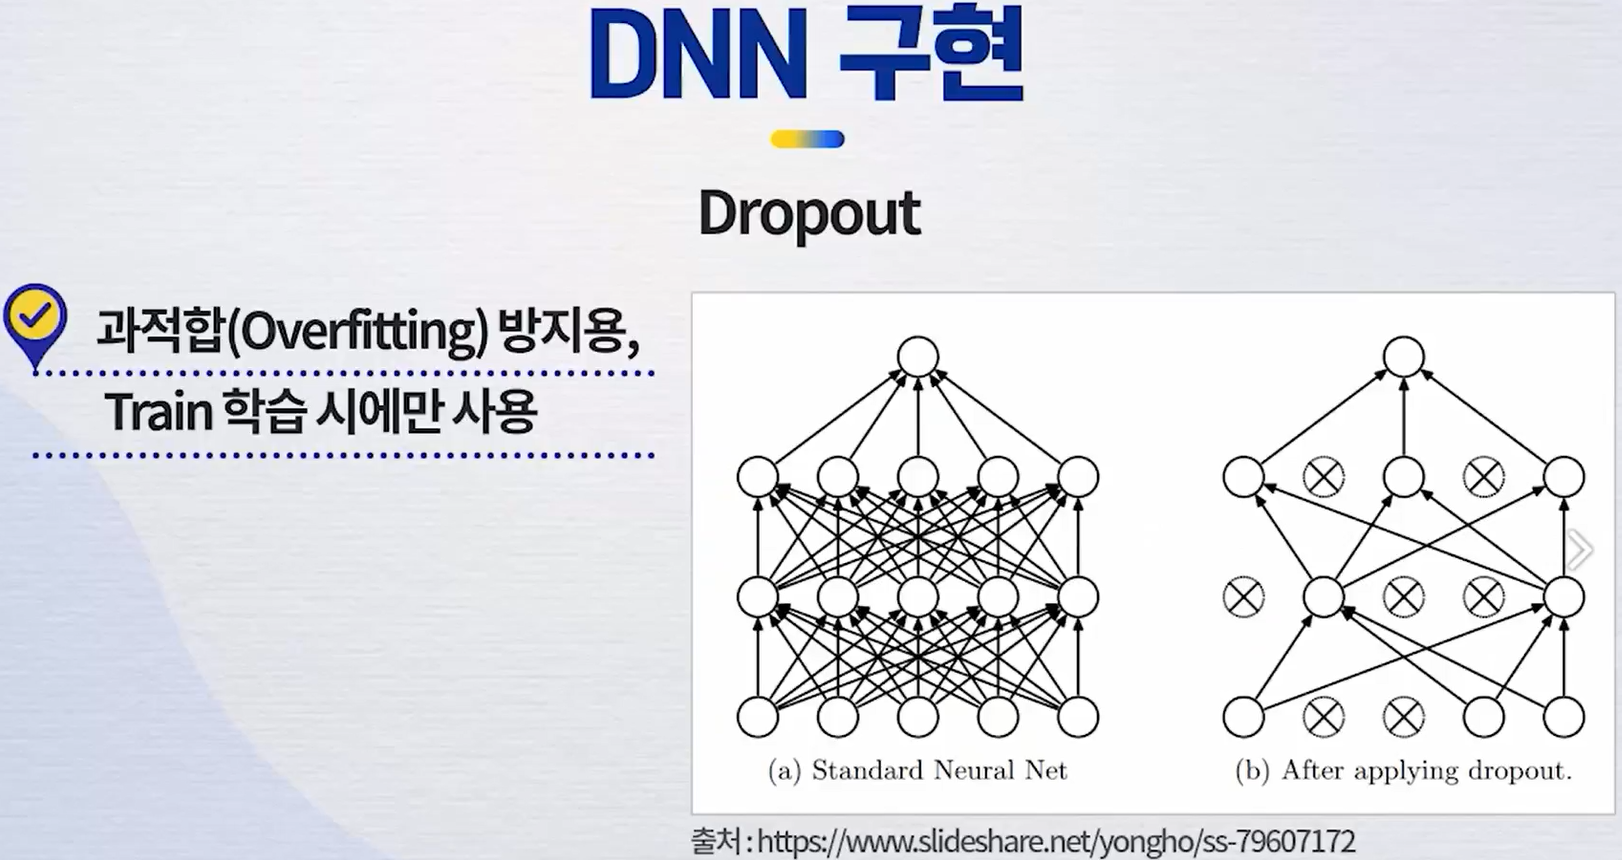 DNN 구현
Dropout
과적합(Overfitting) 방지용,
Train 학습 시에만 사용
(a) Standard Neural Net
(b) After applying dropout.
출처 : https://www.slideshare.net/yongho/ss-79607172